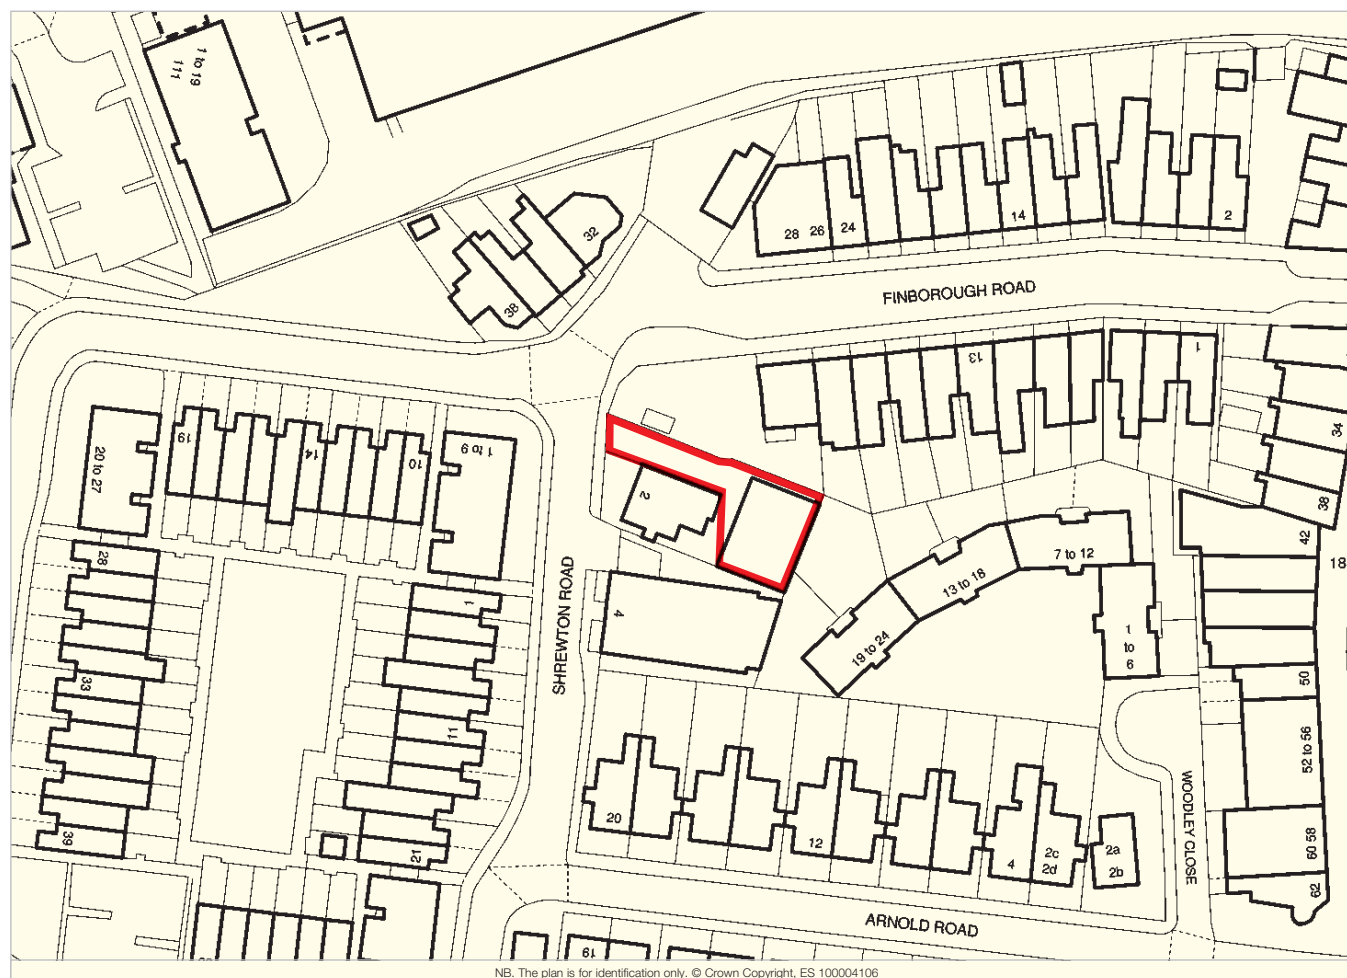 1 to 19
111
32
38
28
26
24
14
2
FINBOROUGH ROAD
13
1
34
38
42
18
19
14
10
1 to 9
20 to 27
2
28
1
SHREWTON ROAD
4
7 to 12
13 to 18
19 to 24
1
to
6
33
11
50
52 to 56
20
12
4
2c
2d
2a
2b
WOODLEY CLOSE
60 58
62
39
21
ARNOLD ROAD
19
NB. The plan is for identification only. © Crown Copyright, ES 100004106